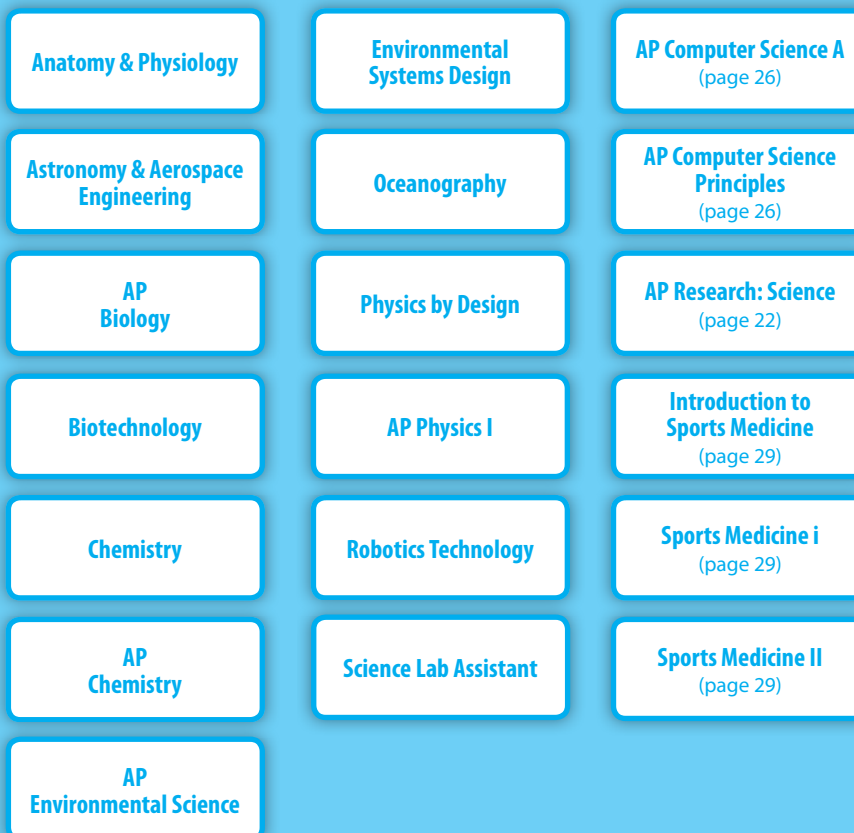 Anatomy & Physiology
Astronomy & Aerospace
Engineering
AP
Biology
Biotechnology
Chemistry
AP
Chemistry
AP
Environmental Science
Environmental
Systems Design
Oceanography
Physics by Design
AP Physics I
Robotics Technology
Science Lab Assistant
AP Computer Science A
(page 26)
AP Computer Science
Principles
(page 26)
AP Research: Science
(page 22)
Introduction to
Sports Medicine
(page 29)
Sports Medicine i
(page 29)
Sports Medicine II
(page 29)